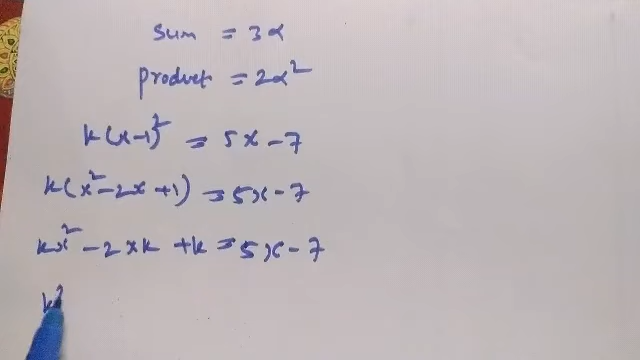 sum = 3α
product = 2α²
k(x-1)² = 5x - 7
k(x² - 2x + 1) = 5x - 7
kx² - 2xk + k = 5x - 7